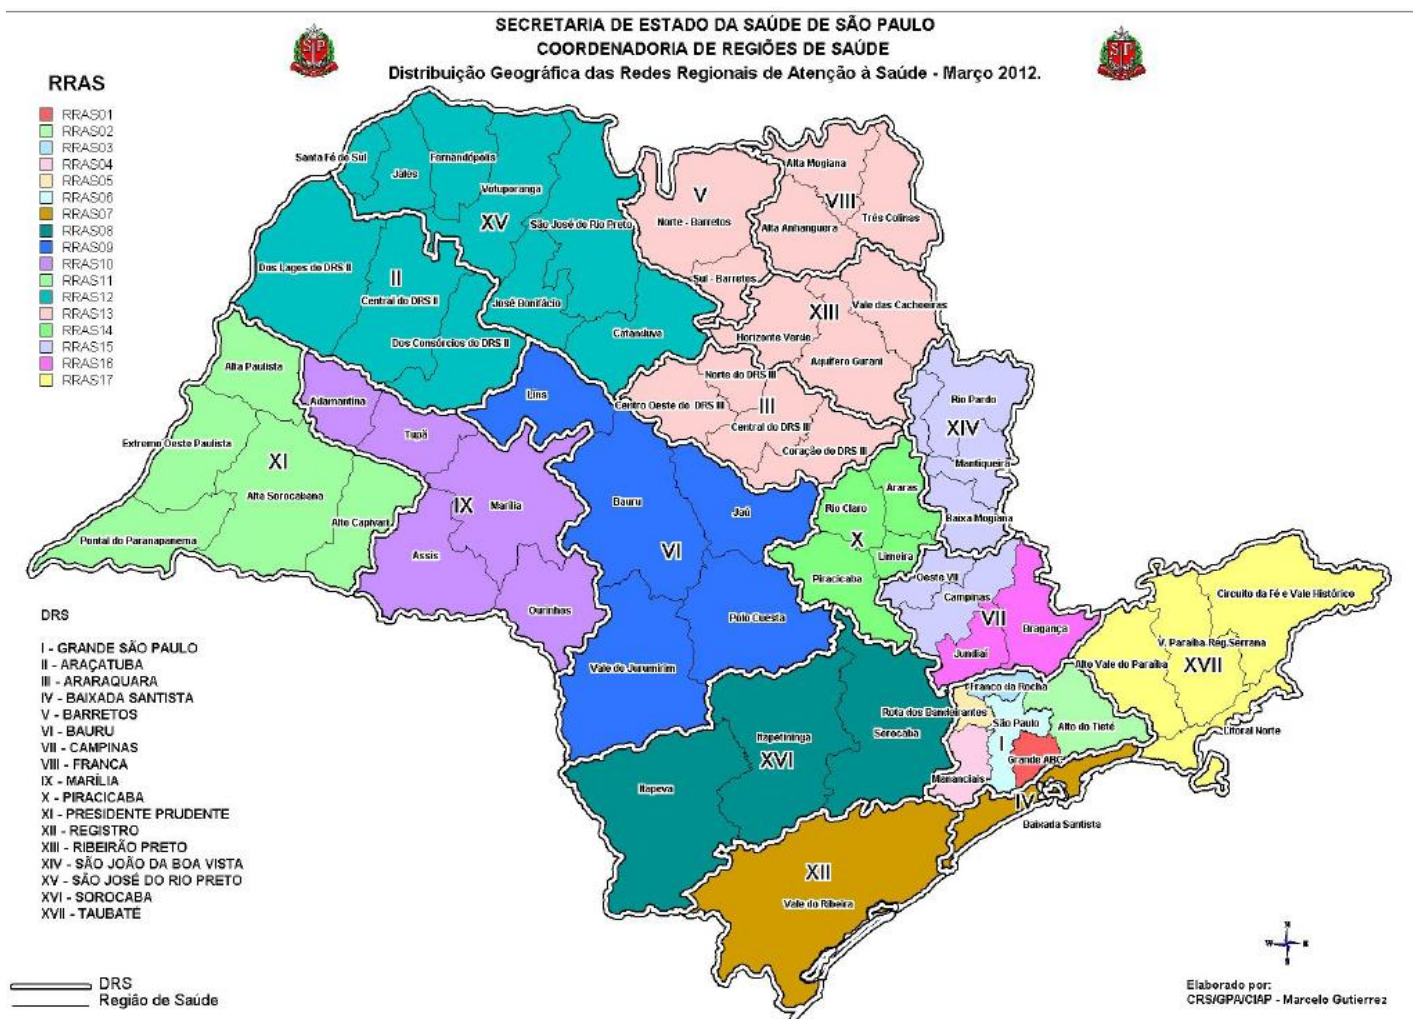 SECRETARIA DE ESTADO DA SAÚDE DE SÃO PAULO
COORDENADORIA DE REGIÕES DE SAÚDE
Distribuição Geográfica das Redes Regionais de Atenção à Saúde - Março 2012.
RRAS
RRAS01
RRAS02
RRAS03
RRAS04
RRAS05
RRAS06
RRAS07
RRAS08
RRAS09
RRAS10
RRAS11
RRAS12
RRAS13
RRAS14
RRAS15
RRAS16
RRAS17
Santa Fé do Sul
Jales
Fernandópolis
Votuporanga
XV
São José do Rio Preto
José Bonifácio
Catanduva
Dos Lagos do DRS II
II
Central do DRS II
Dos Consórcios do DRS II
V
Norte - Barretos
Sul - Barretos
Alta Mogiana
VIII
Três Colinas
Alta Anhanguera
XIII
Vale das Cachoeiras
Horizonte Verde
Aquífero Gurani
Norte do DRS III
Centro Oeste do DRS III
III
Central do DRS III
Coração do DRS III
Rio Pardo
XIV
Mantiqueira
Baixa Mogiana
Alta Paulista
Extremo Oeste Paulista
XI
Alta Sorocabana
Alto Capivari
Pontal do Paranapanema
Adamantina
Tupã
IX
Marília
Assis
Ourinhos
Lins
Bauru
Jaú
VI
Polo Cuesta
Vale do Jurumirim
Araras
Rio Claro
X
Limeira
Piracicaba
Oeste VII
Campinas
VII
Bragança
Jundiaí
Circuito da Fé e Vale Histórico
V. Paraíba Reg.Serrana
Alto Vale do Paraíba
XVII
Litoral Norte
Franco da Rocha
Rota dos Bandeirantes
São Paulo
Alto do Tietê
I
Grande ABC
Mananciais
IV
Baixada Santista
Itapetininga
Sorocaba
XVI
Itapeva
XII
Vale do Ribeira
DRS
I - GRANDE SÃO PAULO
II - ARAÇATUBA
III - ARARAQUARA
IV - BAIXADA SANTISTA
V - BARRETOS
VI - BAURU
VII - CAMPINAS
VIII - FRANCA
IX - MARÍLIA
X - PIRACICABA
XI - PRESIDENTE PRUDENTE
XII - REGISTRO
XIII - RIBEIRÃO PRETO
XIV - SÃO JOÃO DA BOA VISTA
XV - SÃO JOSÉ DO RIO PRETO
XVI - SOROCABA
XVII - TAUBATÉ
DRS
Região de Saúde
Elaborado por:
CRS/GPA/CIAP - Marcelo Gutierrez